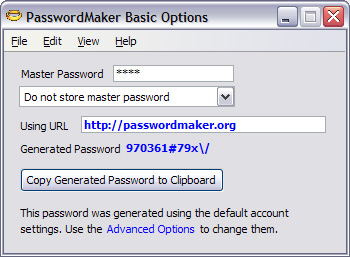 PasswordMaker Basic Options
File Edit View Help
Master Password ****
Do not store master password
Using URL http://passwordmaker.org
Generated Password 970361#79x\/
Copy Generated Password to Clipboard
This password was generated using the default account
settings. Use the Advanced Options to change them.